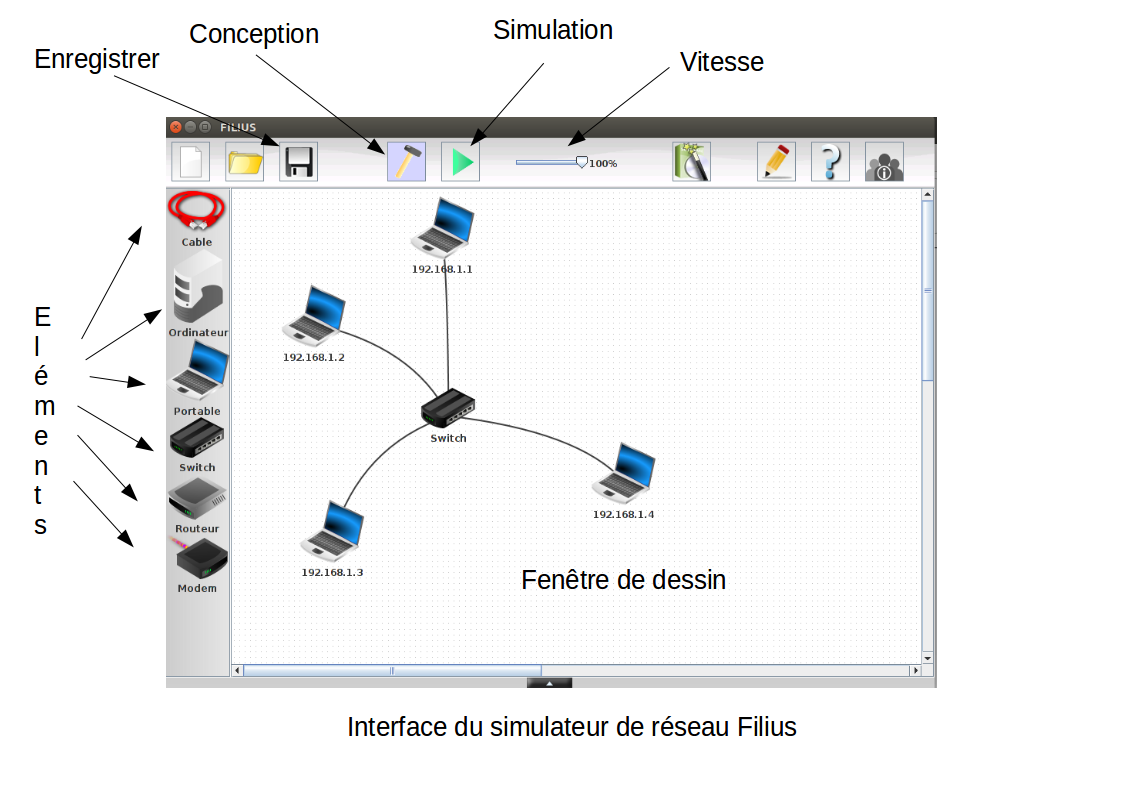 Simulation
Conception
Enregistrer
Vitesse
FILIUS
100%
Cable
Ordinateur
Portable
Switch
Routeur
Modem
Eléments
192.168.1.1
192.168.1.2
Switch
192.168.1.4
192.168.1.3
Fenêtre de dessin
Interface du simulateur de réseau Filius